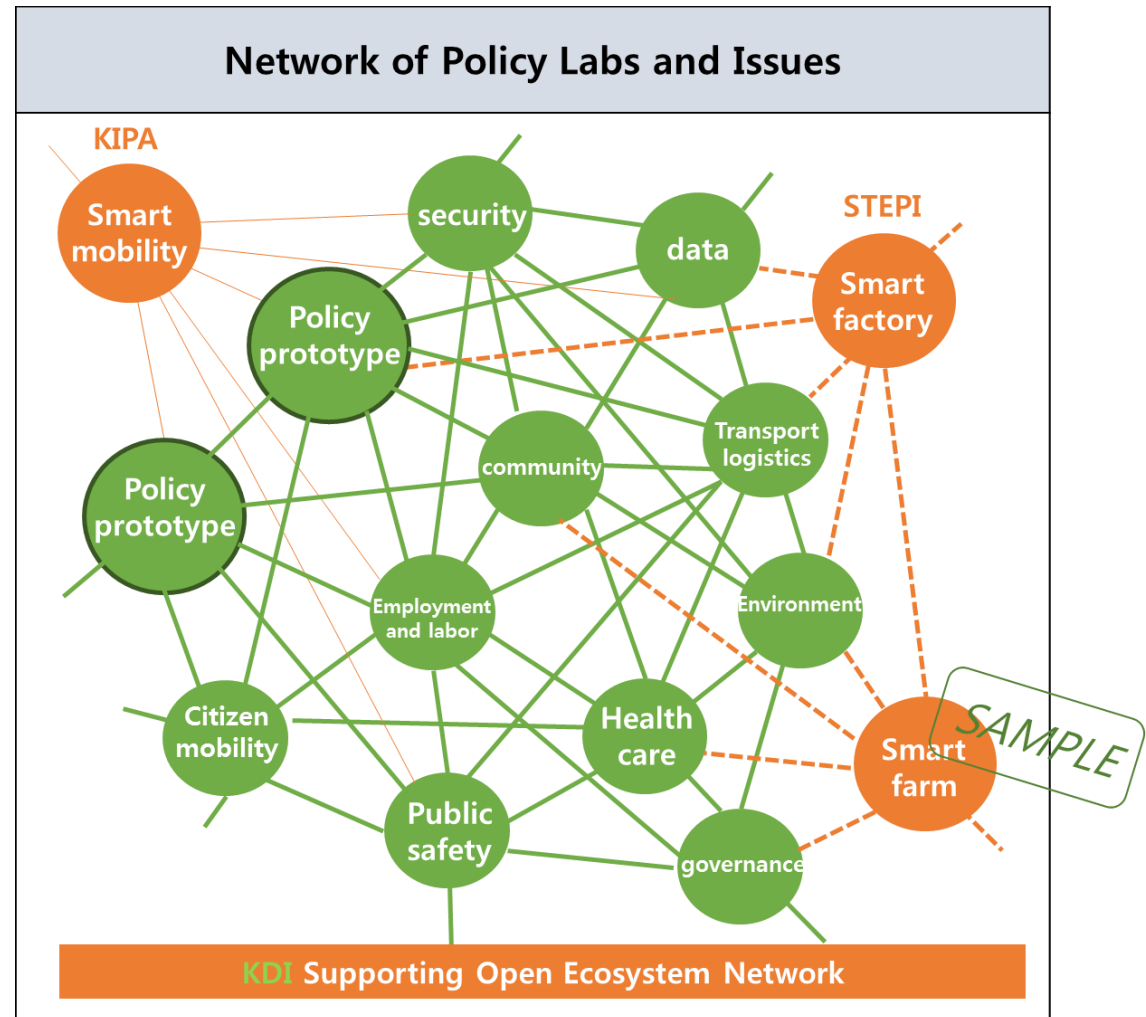 Network of Policy Labs and Issues
KIPA
Smart
mobility
security
data
STEPI
Smart
factory
Policy
prototype
Transport
logistics
community
Policy
prototype
Employment
and labor
Environment
Citizen
mobility
Health
care
SAMPLE
Smart
farm
Public
safety
governance
KDI Supporting Open Ecosystem Network